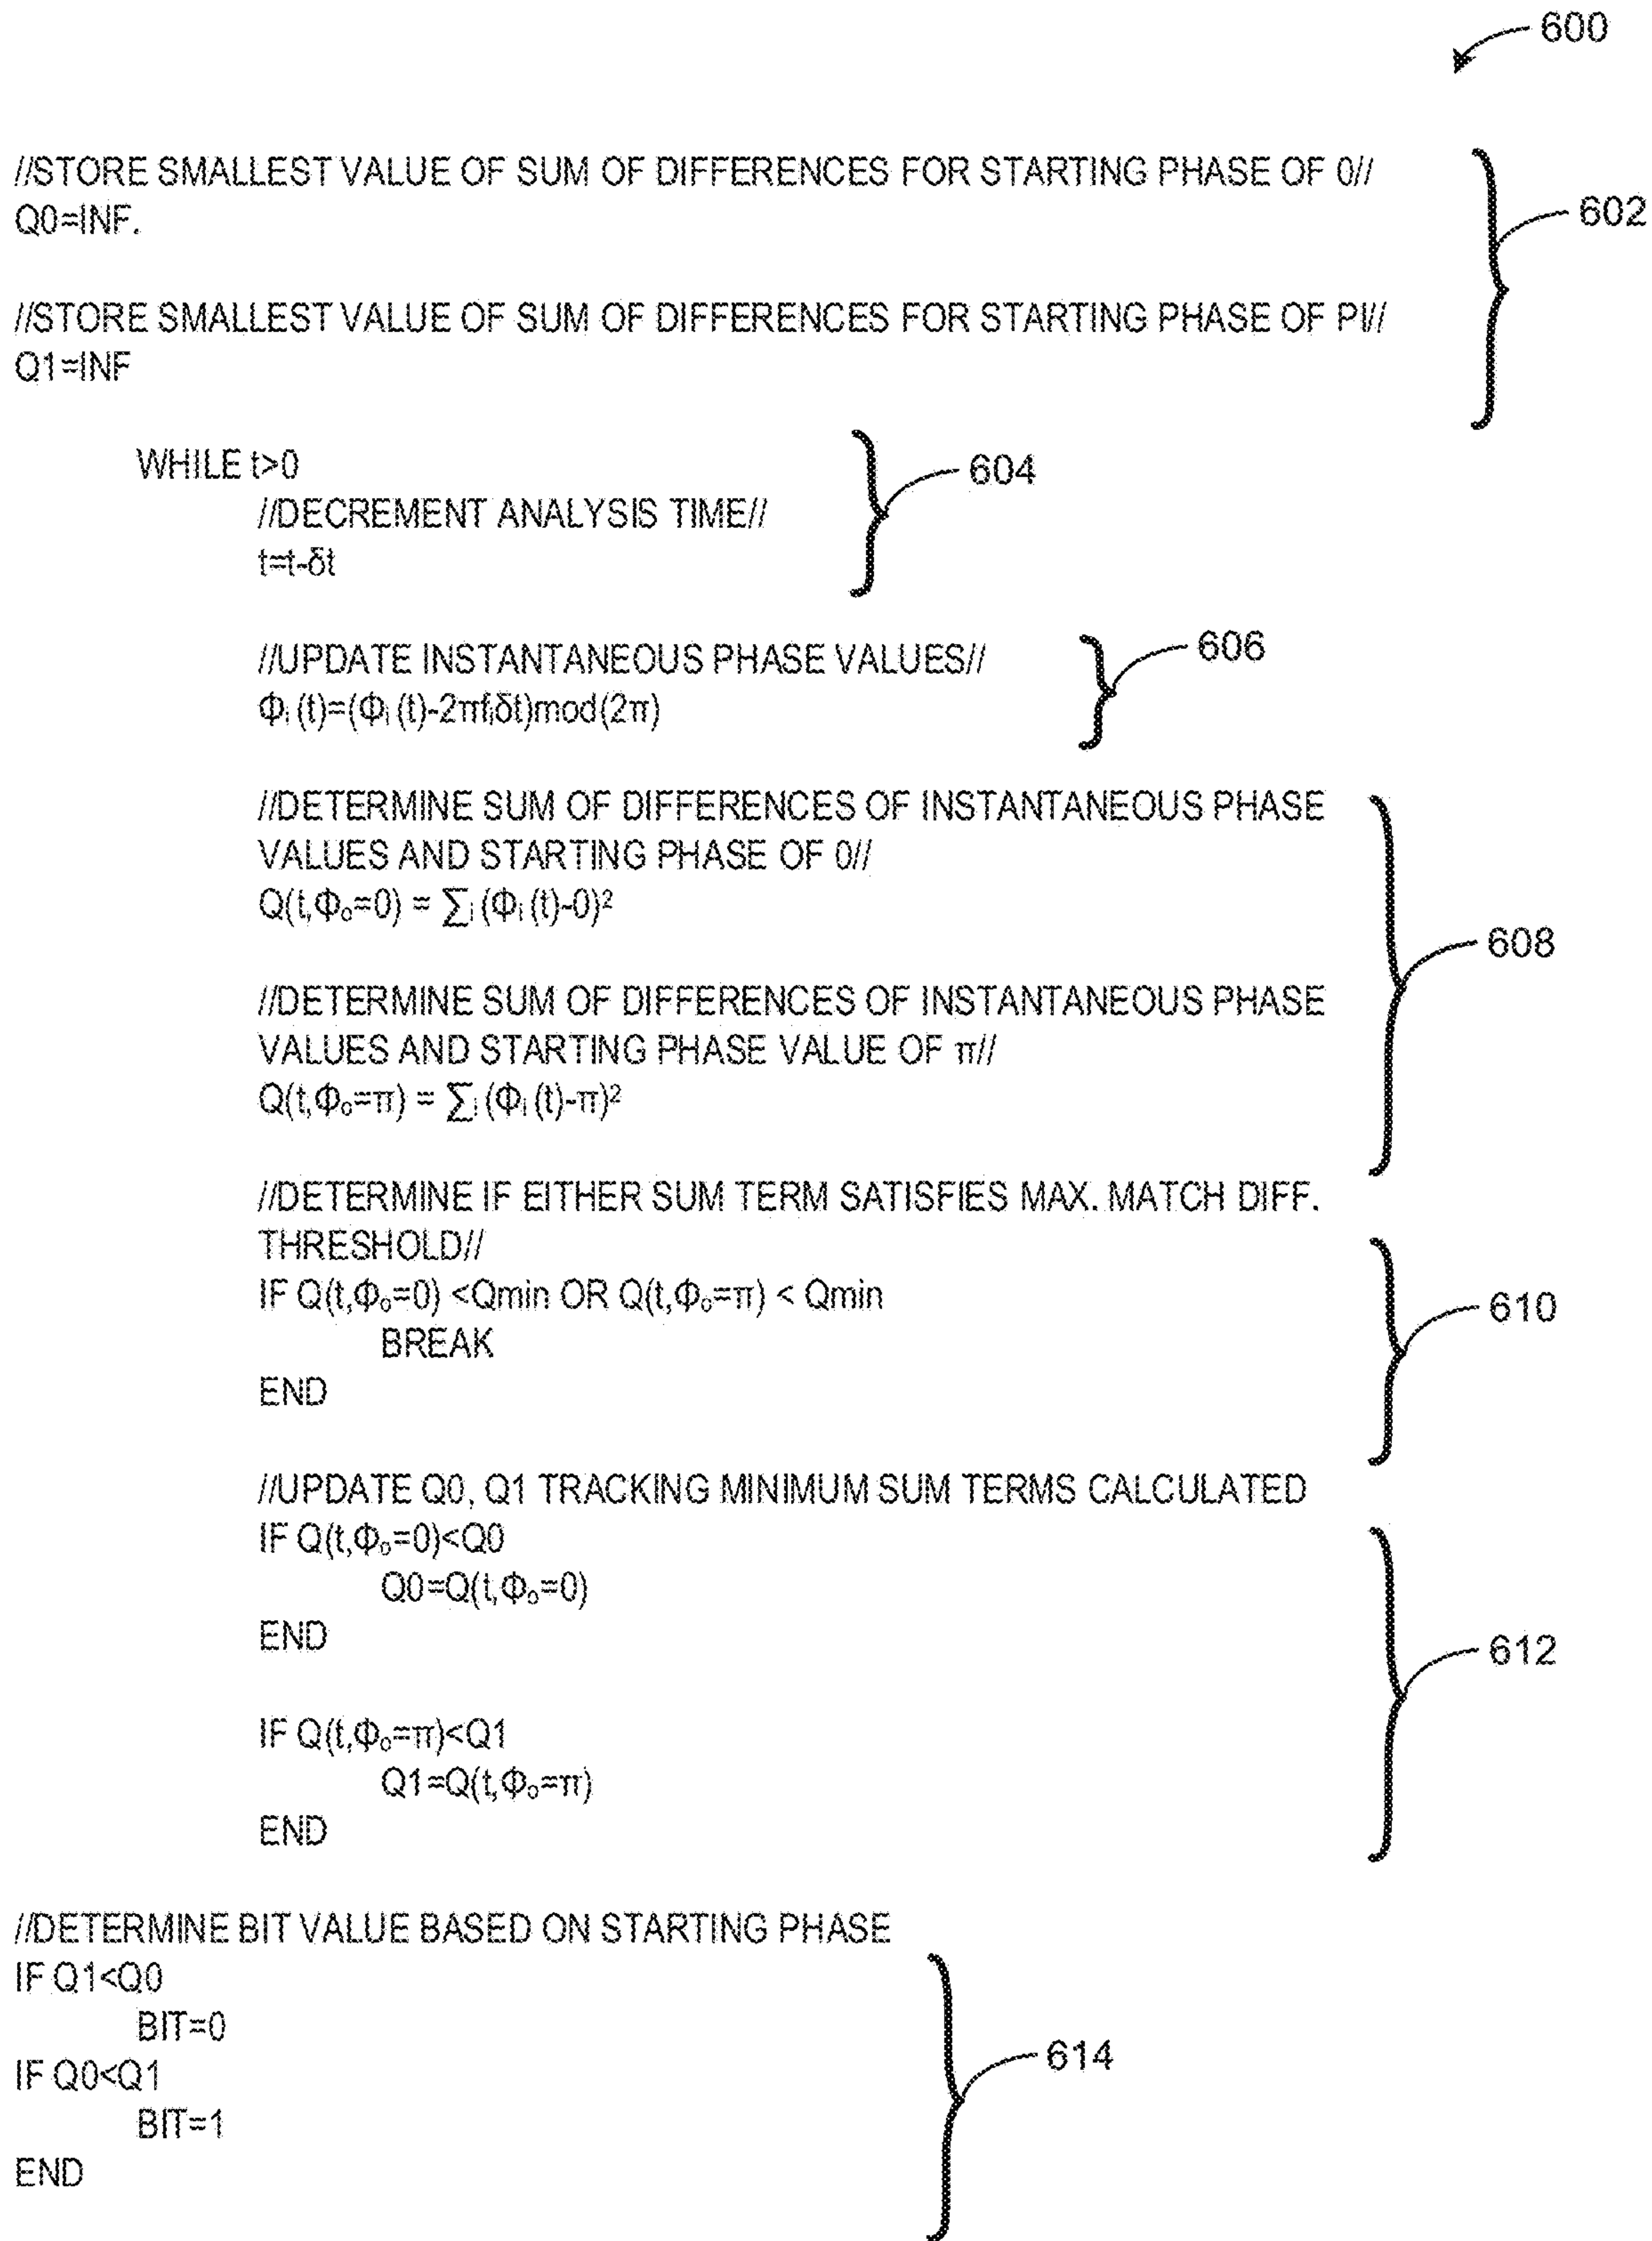 600
//STORE SMALLEST VALUE OF SUM OF DIFFERENCES FOR STARTING PHASE OF 0//
Q0=INF.
602
//STORE SMALLEST VALUE OF SUM OF DIFFERENCES FOR STARTING PHASE OF PI//
Q1=INF
WHILE t>0
604
//DECREMENT ANALYSIS TIME//
t=t-δt
//UPDATE INSTANTANEOUS PHASE VALUES//
606
Φᵢ (t)=(Φᵢ (t)-2πfᵢδt)mod(2π)
//DETERMINE SUM OF DIFFERENCES OF INSTANTANEOUS PHASE
VALUES AND STARTING PHASE OF 0//
Q(t,Φₒ=0) = ∑ᵢ (Φᵢ (t)-0)²
608
//DETERMINE SUM OF DIFFERENCES OF INSTANTANEOUS PHASE
VALUES AND STARTING PHASE VALUE OF π//
Q(t,Φₒ=π) = ∑ᵢ (Φᵢ (t)-π)²
//DETERMINE IF EITHER SUM TERM SATISFIES MAX. MATCH DIFF.
THRESHOLD//
IF Q(t,Φₒ=0) <Qmin OR Q(t,Φₒ=π) < Qmin
610
BREAK
END
//UPDATE Q0, Q1 TRACKING MINIMUM SUM TERMS CALCULATED
IF Q(t,Φₒ=0)<Q0
Q0=Q(t,Φₒ=0)
END
612
IF Q(t,Φₒ=π)<Q1
Q1=Q(t,Φₒ=π)
END
//DETERMINE BIT VALUE BASED ON STARTING PHASE
IF Q1<Q0
BIT=0
614
IF Q0<Q1
BIT=1
END